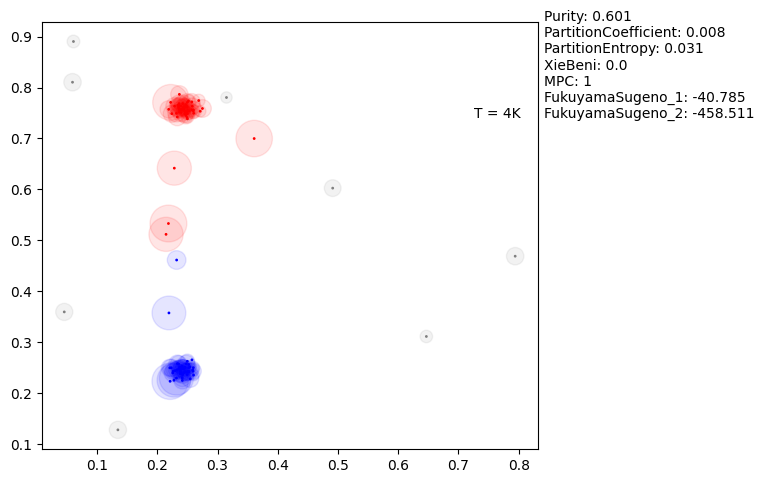 Purity: 0.601
PartitionCoefficient: 0.008
PartitionEntropy: 0.031
XieBeni: 0.0
MPC: 1
FukuyamaSugeno_1: -40.785
FukuyamaSugeno_2: -458.511
T = 4K
0.9
0.8
0.7
0.6
0.5
0.4
0.3
0.2
0.1
0.1 0.2 0.3 0.4 0.5 0.6 0.7 0.8